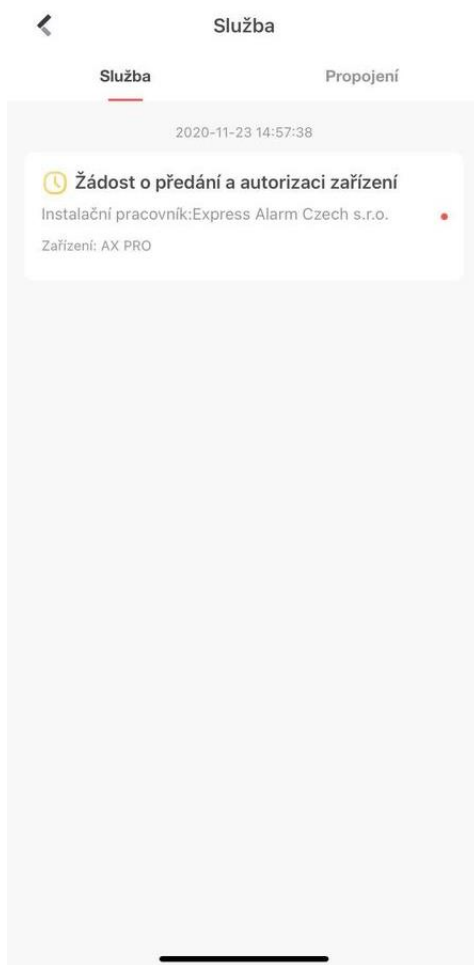 Služba
Služba Propojení
2020-11-23 14:57:38
Žádost o předání a autorizaci zařízení
Instalační pracovník:Express Alarm Czech s.r.o.
Zařízení: AX PRO